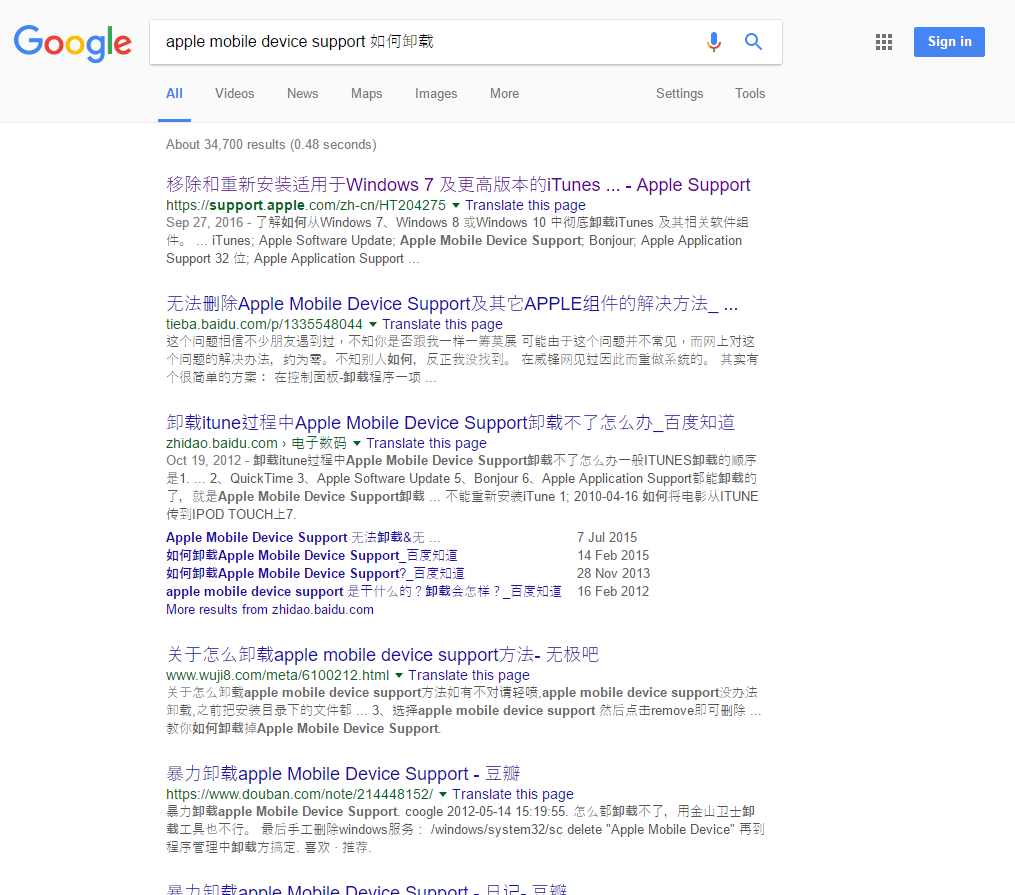 Google
apple mobile device support 如何卸载
Sign in
All Videos News Maps Images More Settings Tools
About 34,700 results (0.48 seconds)
移除和重新安装适用于Windows 7 及更高版本的iTunes ... - Apple Support
https://support.apple.com/zh-cn/HT204275 ▼ Translate this page
Sep 27, 2016 - 了解如何从Windows 7、Windows 8 或Windows 10 中彻底卸载iTunes 及其相关软件组
件。 ... iTunes; Apple Software Update; Apple Mobile Device Support; Bonjour; Apple Application
Support 32 位; Apple Application Support ...
无法删除Apple Mobile Device Support及其它APPLE组件的解决方法_ ...
tieba.baidu.com/p/1335548044 ▼ Translate this page
这个问题相信不少朋友遇到过，不知你是否跟我一样一筹莫展,可能由于这个问题并不常见，而网上对这
个问题的解决办法，约为零。不知别人如何，反正我没找到。 在威锋网见过因此而重做系统的。 其实有
个很简单的方案： 在控制面板-卸载程序一项 ...
卸载itune过程中Apple Mobile Device Support卸载不了怎么办_百度知道
zhidao.baidu.com › 电子数码 ▼ Translate this page
Oct 19, 2012 - 卸载itune过程中Apple Mobile Device Support卸载不了怎么办一般ITUNES卸载的顺序
是1. ... 2、QuickTime 3、Apple Software Update 5、Bonjour 6、Apple Application Support都能卸载的
了，就是Apple Mobile Device Support卸载 ... 不能重新安装iTune 1; 2010-04-16 如何将电影从ITUNE
传到IPOD TOUCH上7.
Apple Mobile Device Support 无法卸载&无 ... 7 Jul 2015
如何卸载Apple Mobile Device Support_百度知道 14 Feb 2015
如何卸载Apple Mobile Device Support?_百度知道 28 Nov 2013
apple mobile device support 是干什么的？卸载会怎样？_百度知道 16 Feb 2012
More results from zhidao.baidu.com
关于怎么卸载apple mobile device support方法- 无极吧
www.wuji8.com/meta/6100212.html ▼ Translate this page
关于怎么卸载apple mobile device support方法如有不对请轻喷,apple mobile device support没办法
卸载,之前把安装目录下的文件都 ... 3、选择apple mobile device support 然后点击remove即可删除 ...
教你如何卸载掉Apple Mobile Device Support.
暴力卸载apple Mobile Device Support - 豆瓣
https://www.douban.com/note/214448152/ ▼ Translate this page
暴力卸载apple Mobile Device Support. coogle 2012-05-14 15:19:55. 怎么都卸载不了，用金山卫士卸
载工具也不行。 最后手工删除windows服务： /windows/system32/sc delete "Apple Mobile Device" 再到
程序管理中卸载方搞定. 喜欢 · 推荐.
暴力卸载apple Mobile Device Support - 日记- 豆瓣